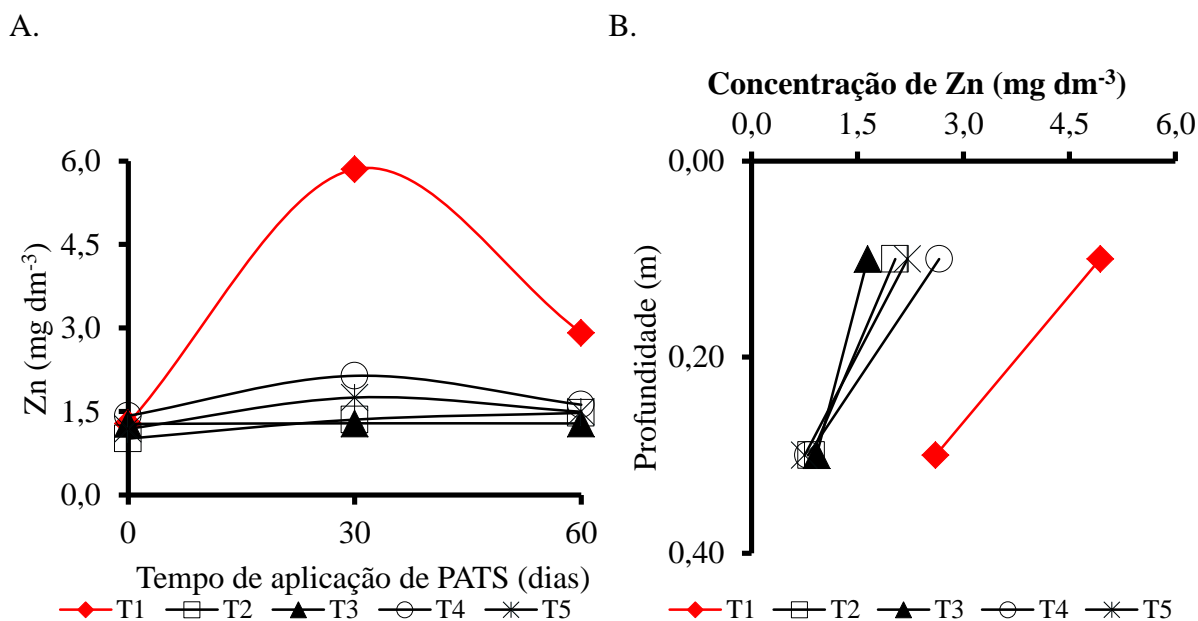 A.
6,0
4,5
3,0
1,5
0,0
Zn (mg dm-3)
0 30 60
Tempo de aplicação de PATS (dias)
T1 T2 T3 T4 T5
B.
Concentração de Zn (mg dm-3)
0,0 1,5 3,0 4,5 6,0
0,00
0,20
0,40
Profundidade (m)
T1 T2 T3 T4 T5